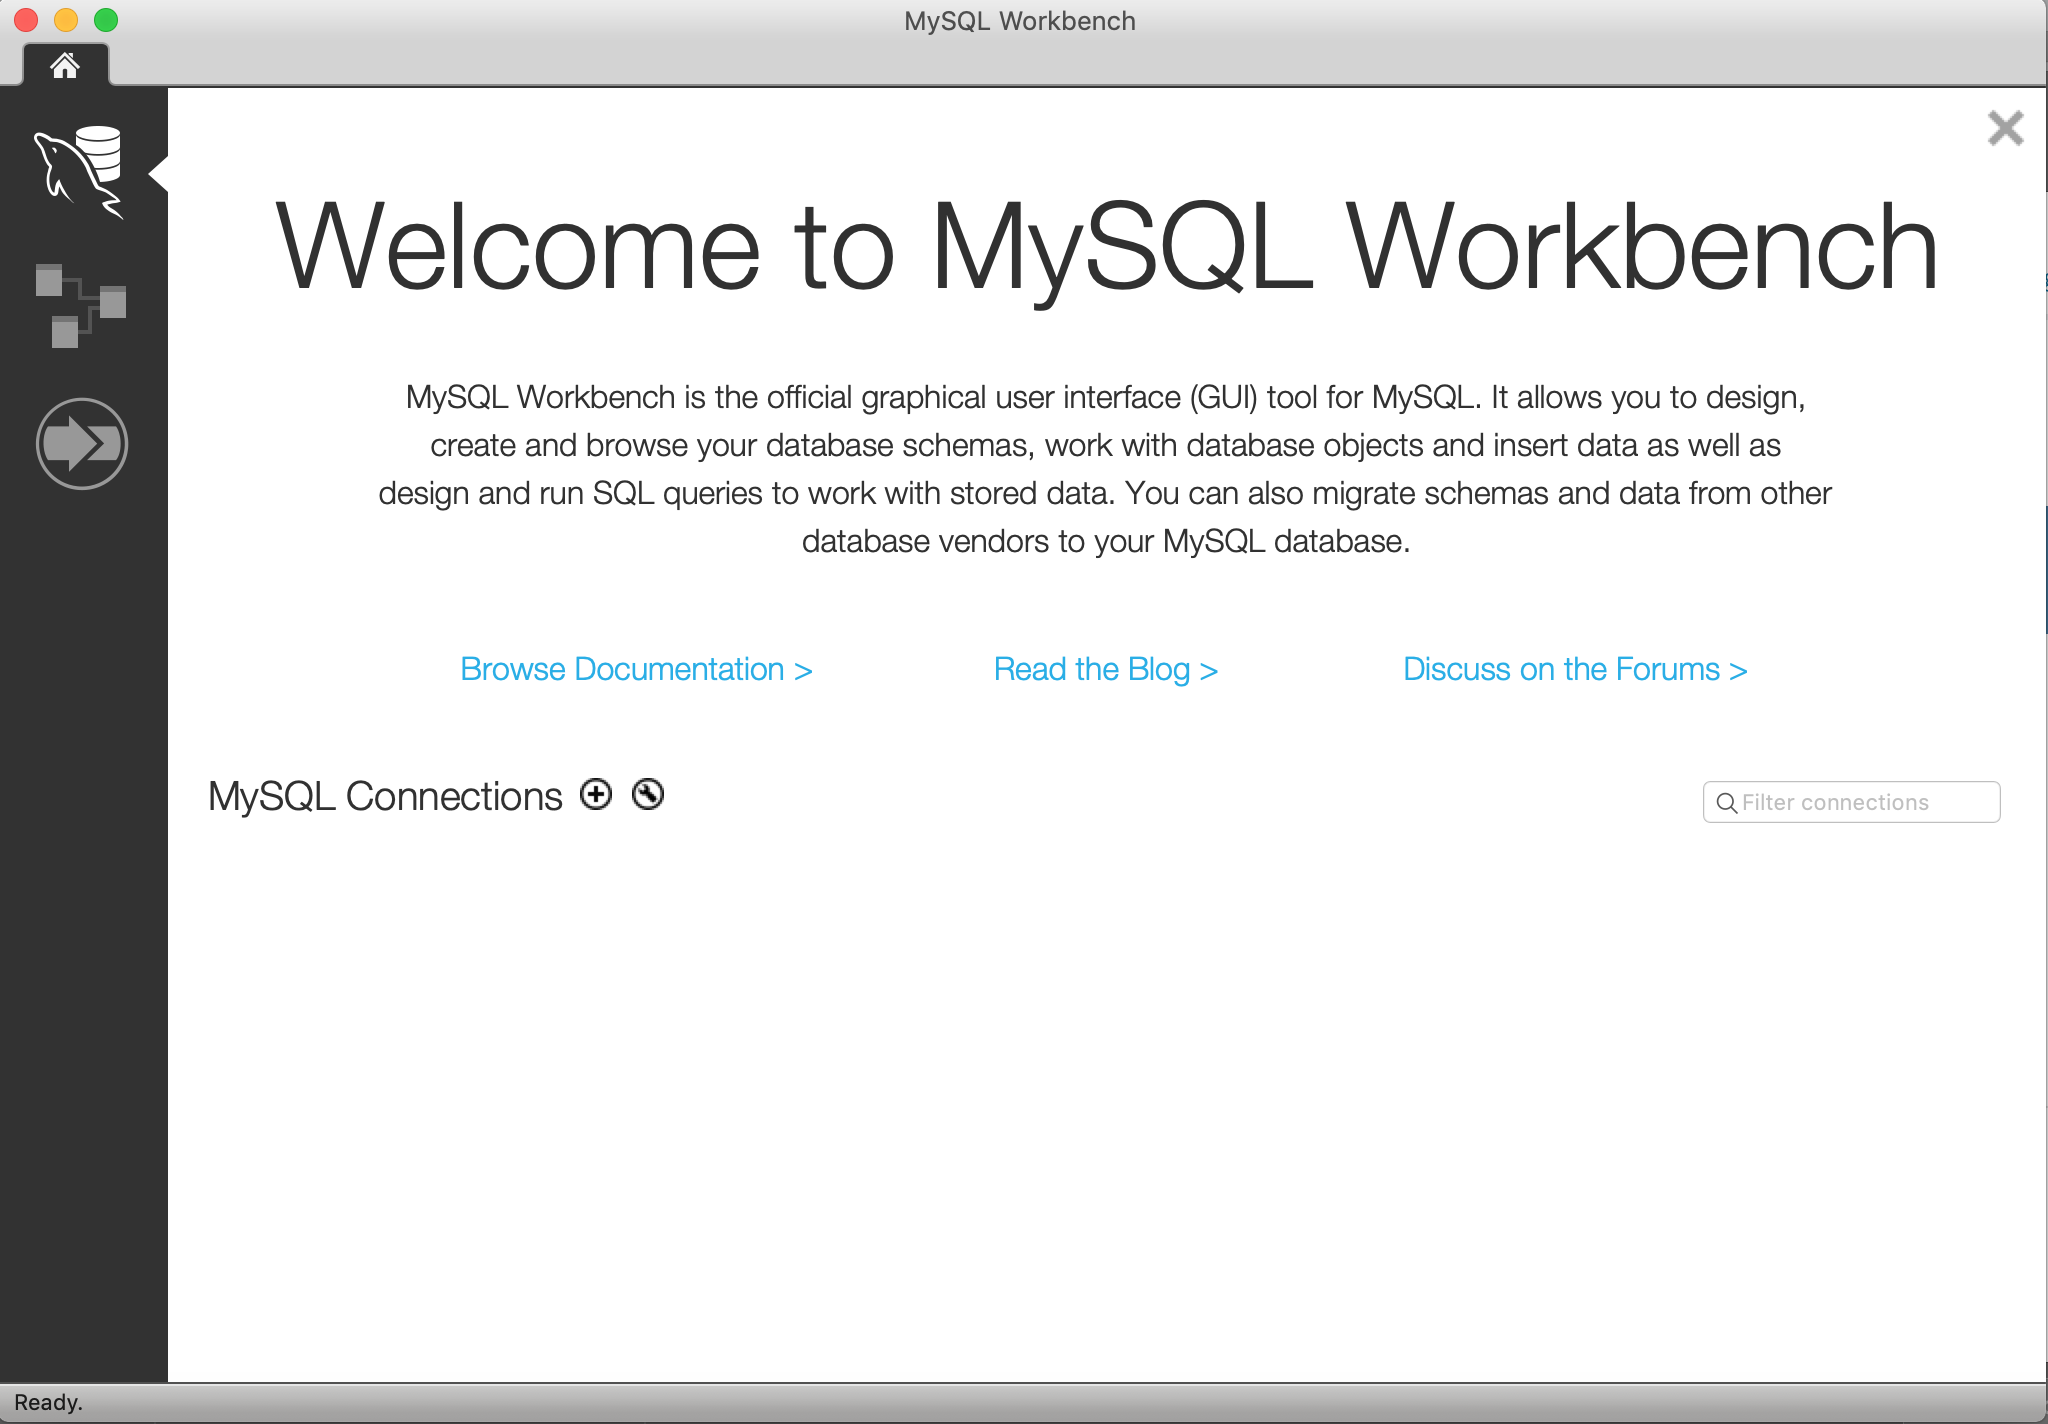 MySQL Workbench
Welcome to MySQL Workbench
MySQL Workbench is the official graphical user interface (GUI) tool for MySQL. It allows you to design,
create and browse your database schemas, work with database objects and insert data as well as
design and run SQL queries to work with stored data. You can also migrate schemas and data from other
database vendors to your MySQL database.
Browse Documentation >
Read the Blog >
Discuss on the Forums >
MySQL Connections
Filter connections
Ready.